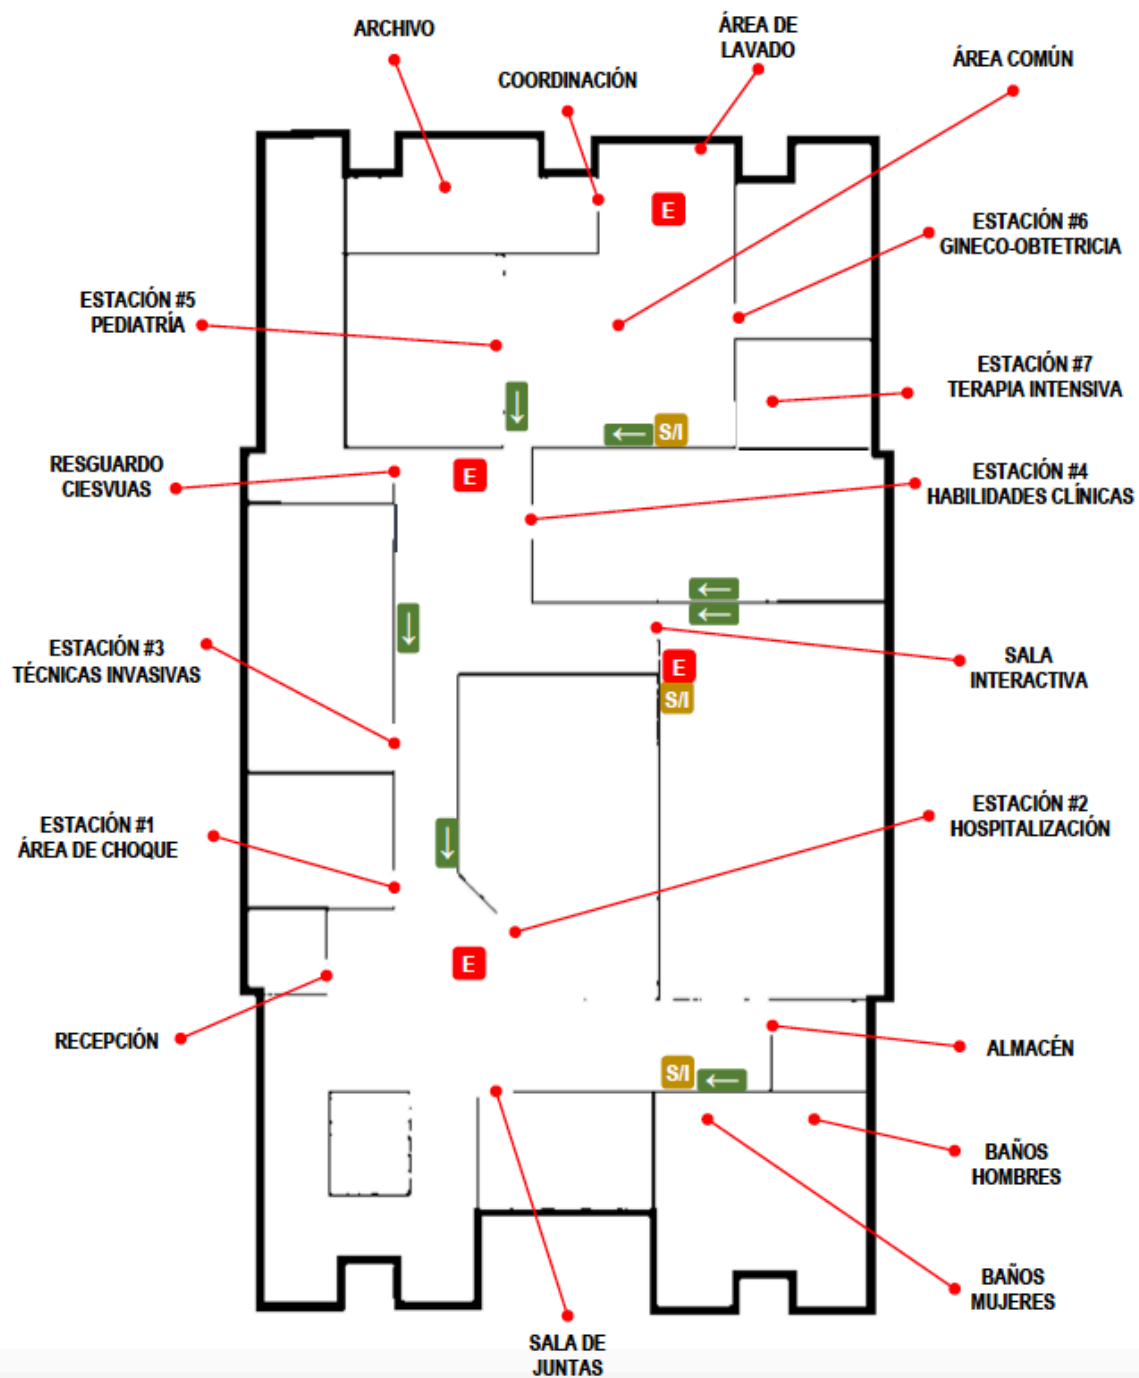 ARCHIVO
ÁREA DE
LAVADO
COORDINACIÓN
ÁREA COMÚN
E
ESTACIÓN #6
GINECO-OBTETRICIA
ESTACIÓN #5
PEDIATRÍA
ESTACIÓN #7
TERAPIA INTENSIVA
↓
← S/I
RESGUARDO
CIESVUAS
E
ESTACIÓN #4
HABILIDADES CLÍNICAS
←
←
↓
ESTACIÓN #3
TÉCNICAS INVASIVAS
SALA
INTERACTIVA
E
S/I
ESTACIÓN #1
ÁREA DE CHOQUE
↓
ESTACIÓN #2
HOSPITALIZACIÓN
E
RECEPCIÓN
ALMACÉN
S/I ←
BAÑOS
HOMBRES
BAÑOS
MUJERES
SALA DE
JUNTAS